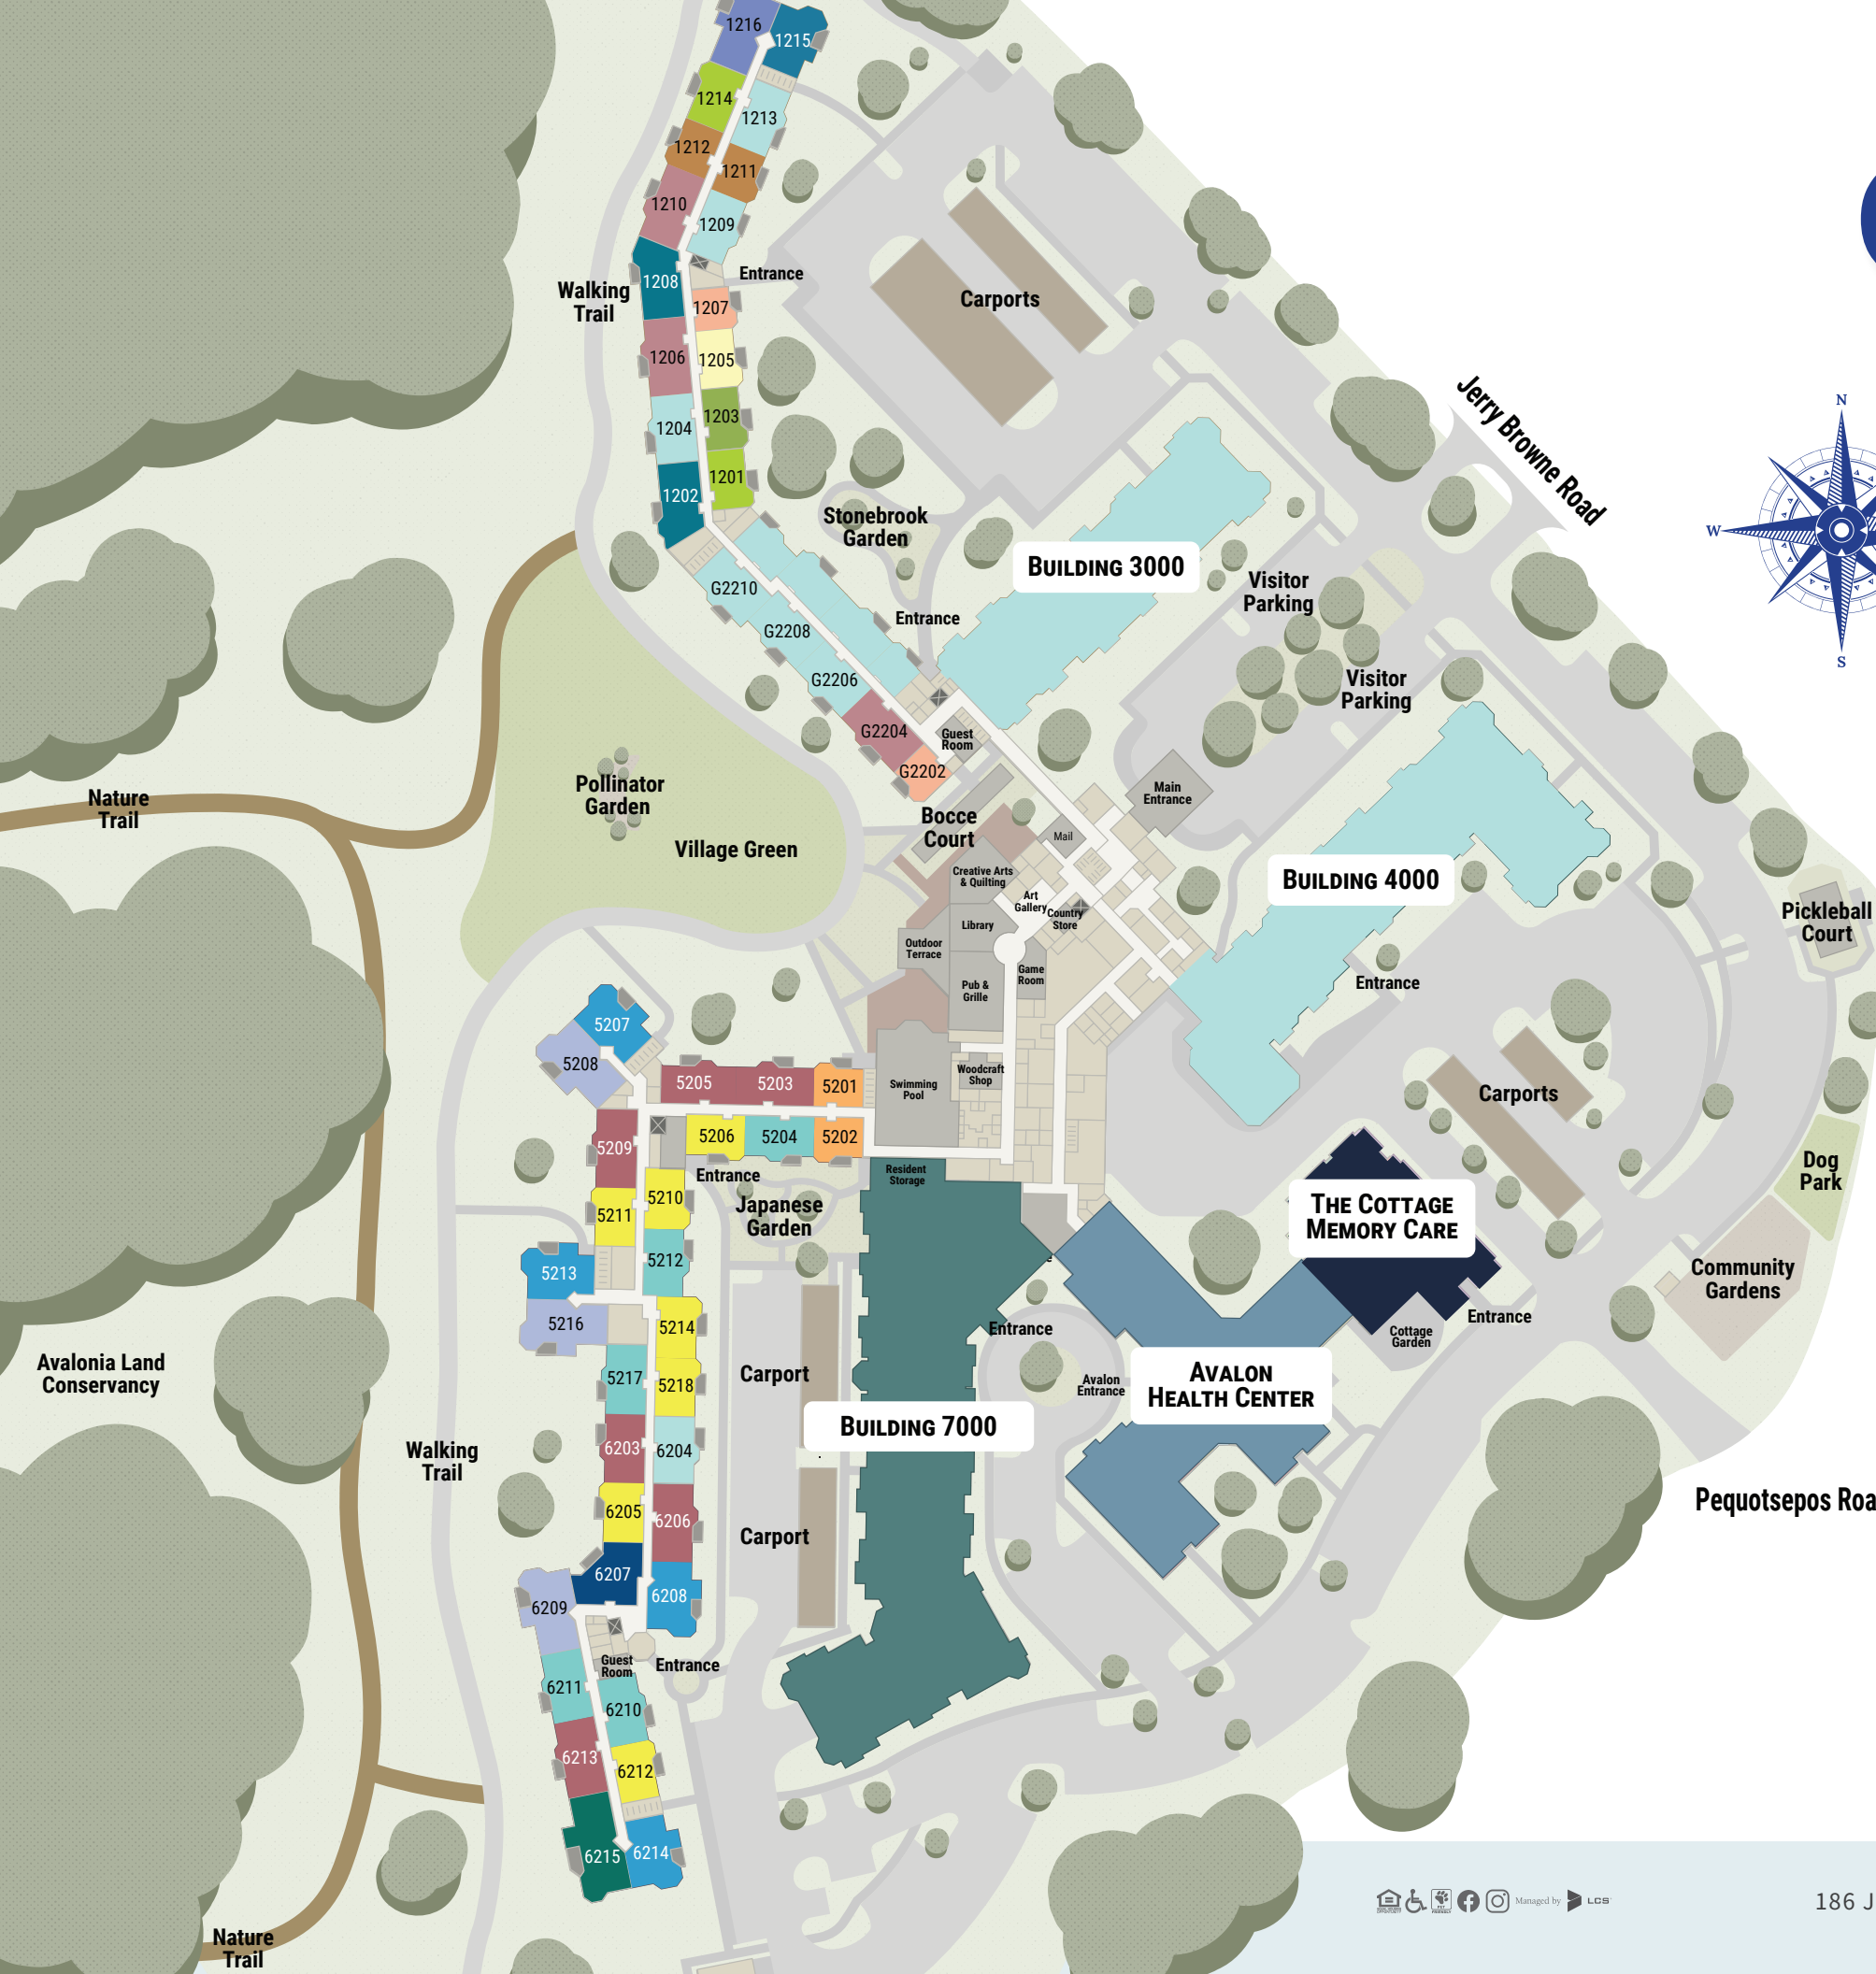 1216
1215
1214
1213
1212
1211
1210
1209
1208
Entrance
Walking
Trail
1207
Carports
1206
1205
1204
1203
1202
1201
Jerry Browne Road
N
W
S
Stonebrook
Garden
Building 3000
Visitor
Parking
G2210
G2208
Entrance
G2206
Visitor
Parking
G2204
Guest
Room
G2202
Main
Entrance
Pollinator
Garden
Nature
Trail
Bocce
Court
Mail
Village Green
Creative Arts
& Quilting
Art
Gallery
Country
Store
Library
Building 4000
Pickleball
Court
Outdoor
Terrace
Game
Room
Pub &
Grille
Entrance
5207
5208
5205
5203
5201
Swimming
Pool
Woodcraft
Shop
Carports
5209
5206
5204
5202
Entrance
Resident
Storage
Dog
Park
5210
5211
Japanese
Garden
The Cottage
Memory Care
5212
5213
Community
Gardens
5216
5214
Entrance
e
Entrance
Cottage
Garden
Avalonia Land
Conservancy
5217
5218
Carport
Avalon
Entrance
Avalon
Health Center
Building 7000
Walking
Trail
6203
6204
6205
6206
Carport
Pequotsepos Roa
6207
6208
6209
Guest
Room
Entrance
6211
6210
6213
6212
6215
6214
Managed by
LCS
186 J
Nature
Trail